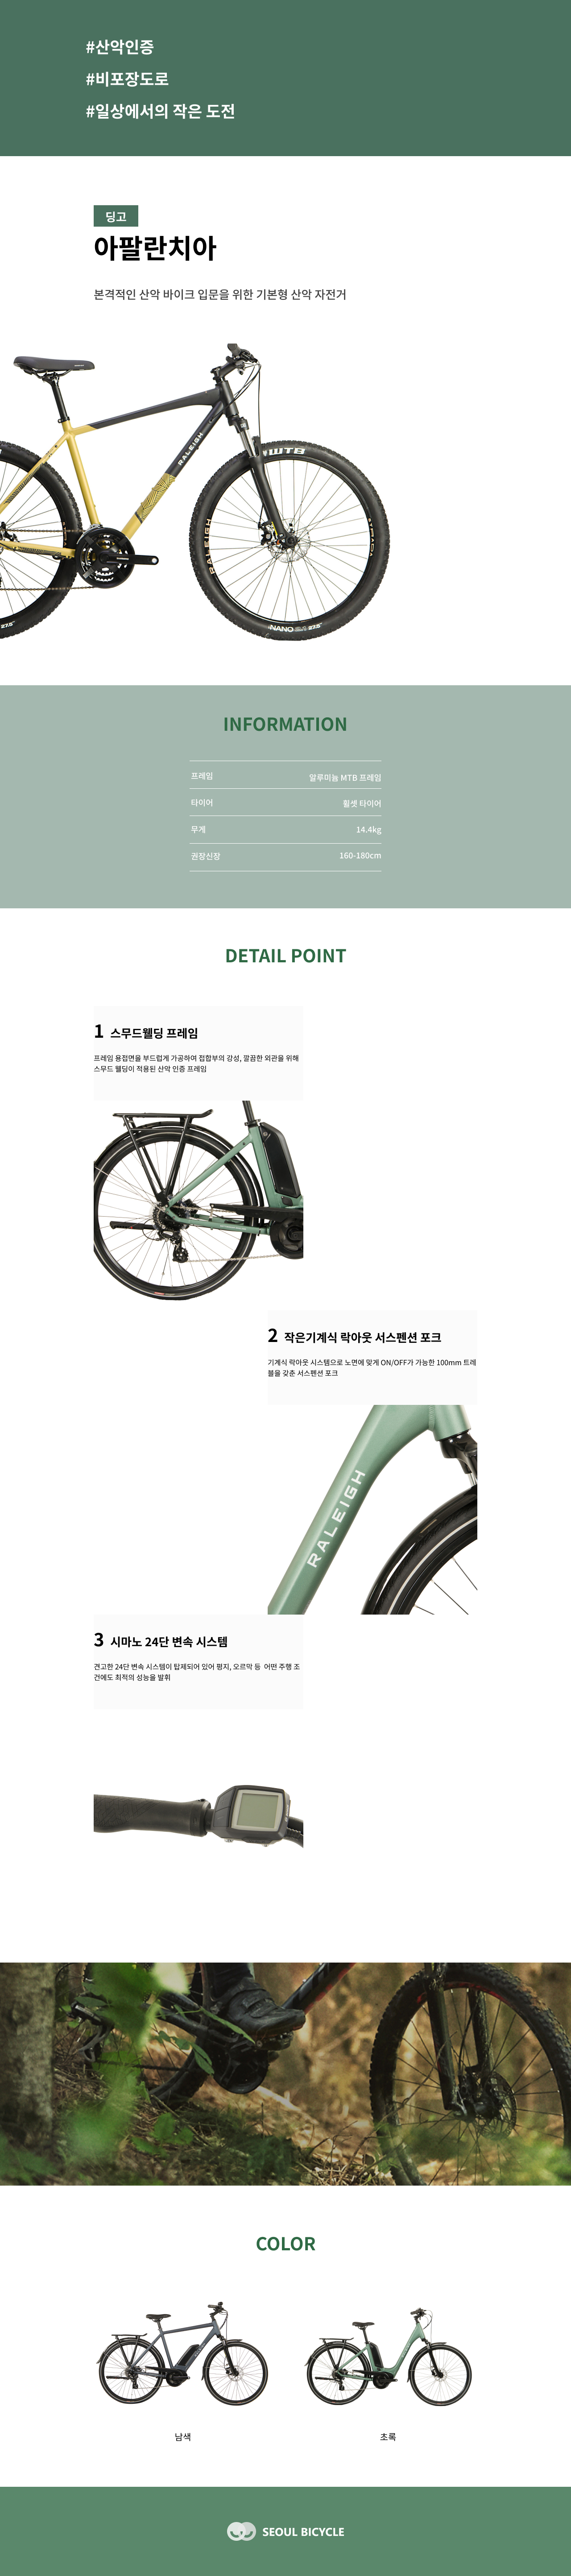 #산악인증
#비포장도로
#일상에서의 작은 도전
딩고
아팔란치아
본격적인 산악 바이크 입문을 위한 기본형 산악 자전거
RALEIGH
WTB
RALEIGH
27.5"
NANO 27.5"
INFORMATION
프레임 알루미늄 MTB 프레임
타이어 휠셋 타이어
무게 14.4kg
권장신장 160-180cm
DETAIL POINT
1 스무드웰딩 프레임
프레임 용접면을 부드럽게 가공하여 접합부의 강성, 깔끔한 외관을 위해
스무드 웰딩이 적용된 산악 인증 프레임
2 작은기계식 락아웃 서스펜션 포크
기계식 락아웃 시스템으로 노면에 맞게 ON/OFF가 가능한 100mm 트레
블을 갖춘 서스펜션 포크
RALEIGH
3 시마노 24단 변속 시스템
견고한 24단 변속 시스템이 탑제되어 있어 평지, 오르막 등 어떤 주행 조
건에도 최적의 성능을 발휘
COLOR
남색
초록
SEOUL BICYCLE